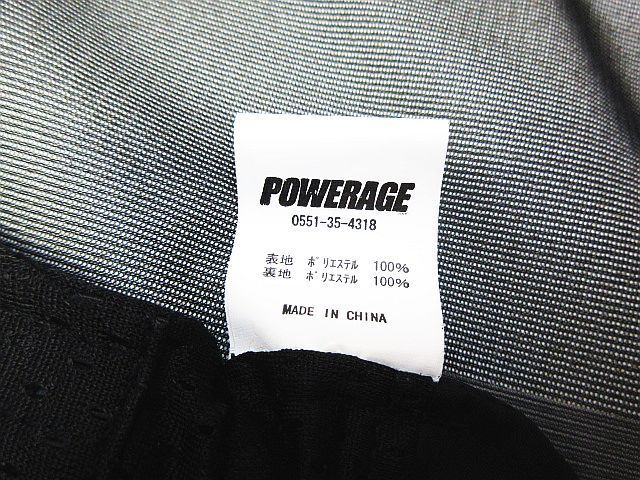 POWERAGE
0551-35-4318
表地 ポリエステル 100%
裏地 ポリエステル 100%
MADE IN CHINA